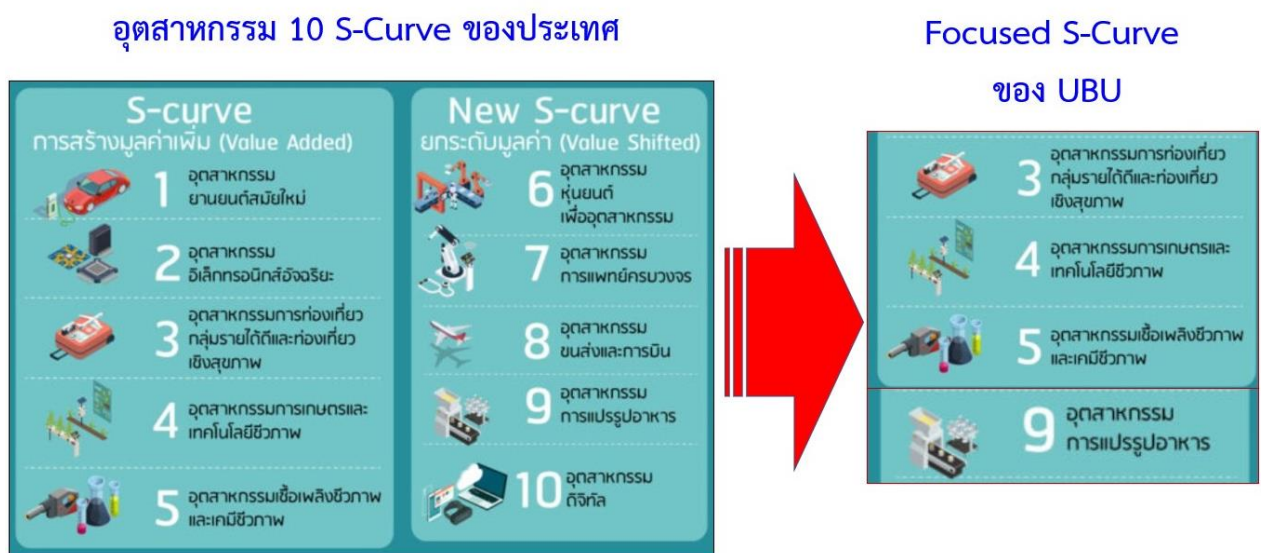 อุตสาหกรรม 10 S-Curve ของประเทศ
S-curve
การสร้างมูลค่าเพิ่ม (Value Added)
1 อุตสาหกรรม
ยานยนต์สมัยใหม่
2 อุตสาหกรรม
อิเล็กทรอนิกส์อัจฉริยะ
3 อุตสาหกรรมการท่องเที่ยว
กลุ่มรายได้ดีและท่องเที่ยว
เชิงสุขภาพ
4 อุตสาหกรรมการเกษตรและ
เทคโนโลยีชีวภาพ
5 อุตสาหกรรมเชื้อเพลิงชีวภาพ
และเคมีชีวภาพ
New S-curve
ยกระดับมูลค่า (Value Shifted)
6 อุตสาหกรรม
หุ่นยนต์
เพื่ออุตสาหกรรม
7 อุตสาหกรรม
การแพทย์ครบวงจร
8 อุตสาหกรรม
ขนส่งและการบิน
9 อุตสาหกรรม
การแปรรูปอาหาร
10 อุตสาหกรรม
ดิจิทัล
Focused S-Curve
ของ UBU
3 อุตสาหกรรมการท่องเที่ยว
กลุ่มรายได้ดีและท่องเที่ยว
เชิงสุขภาพ
4 อุตสาหกรรมการเกษตรและ
เทคโนโลยีชีวภาพ
5 อุตสาหกรรมเชื้อเพลิงชีวภาพ
และเคมีชีวภาพ
9 อุตสาหกรรม
การแปรรูปอาหาร